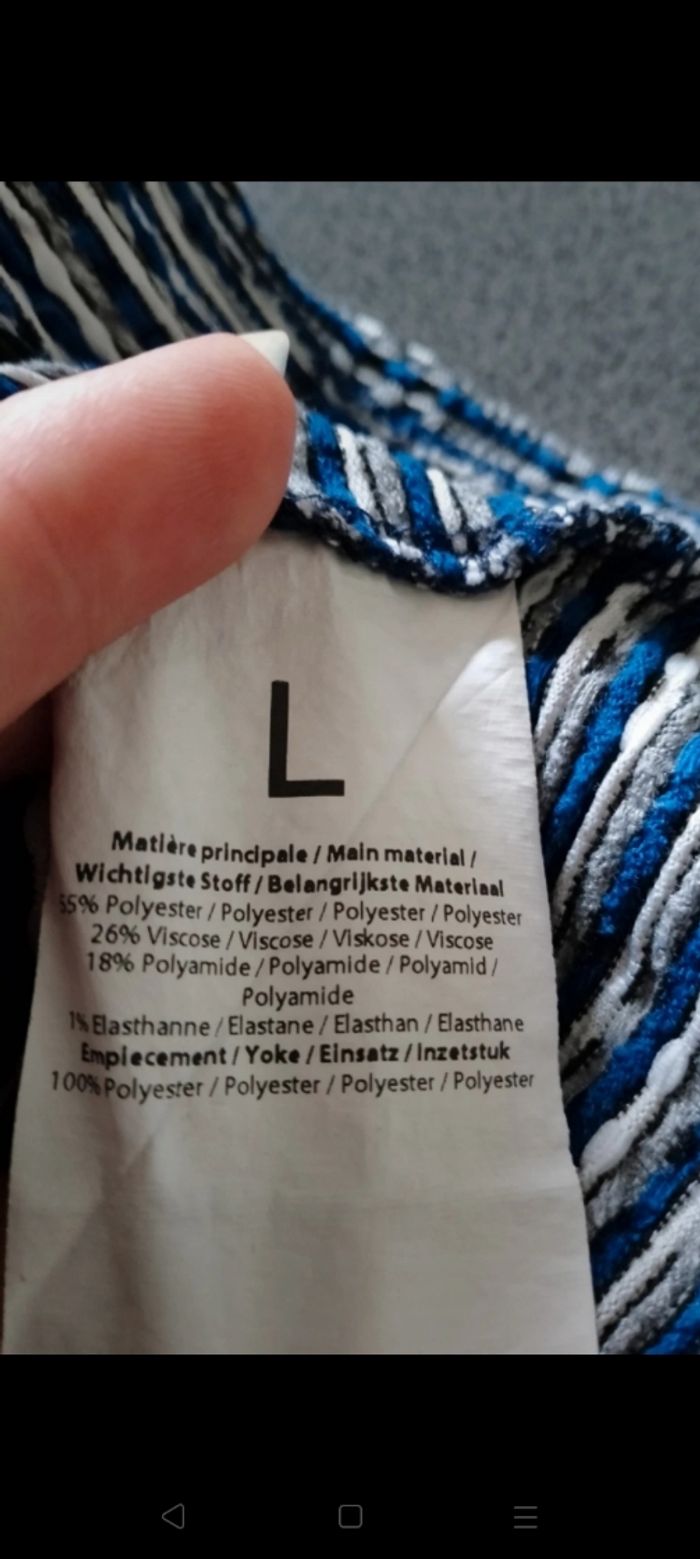 L
Matière principale / Main material /
Wichtigste Stoff / Belangrijkste Materiaal
55% Polyester / Polyester / Polyester / Polyester
26% Viscose / Viscose / Viskose / Viscose
18% Polyamide / Polyamide / Polyamid /
Polyamide
1% Elasthanne / Elastane / Elasthan / Elasthane
Empiecement / Yoke / Einsatz / Inzetstuk
100% Polyester / Polyester / Polyester / Polyester